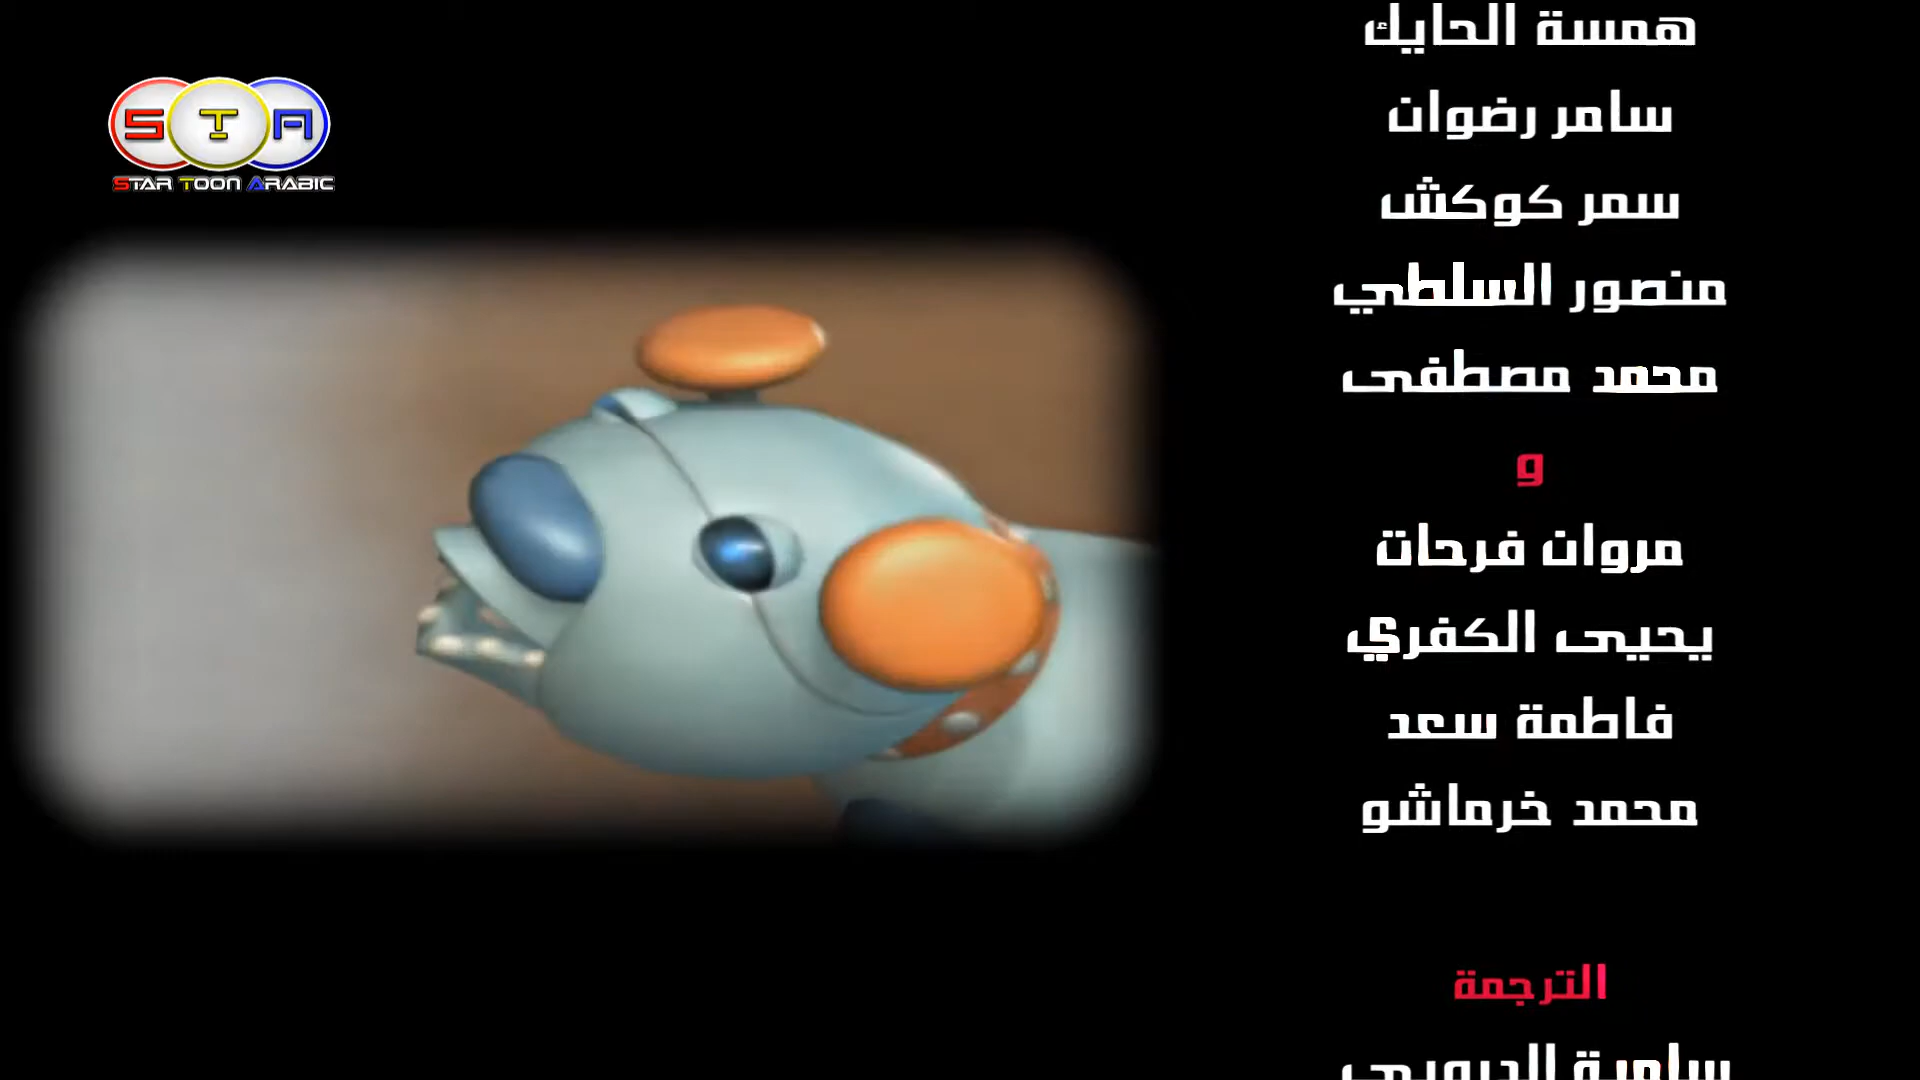 STA
STAR TOON ARABIC
همسة الحايك
سامر رضوان
سمر كوكش
منصور السلطي
محمد مصطفى
و
مروان فرحات
يحيى الكفري
فاطمة سعد
محمد خرماشو
الترجمة